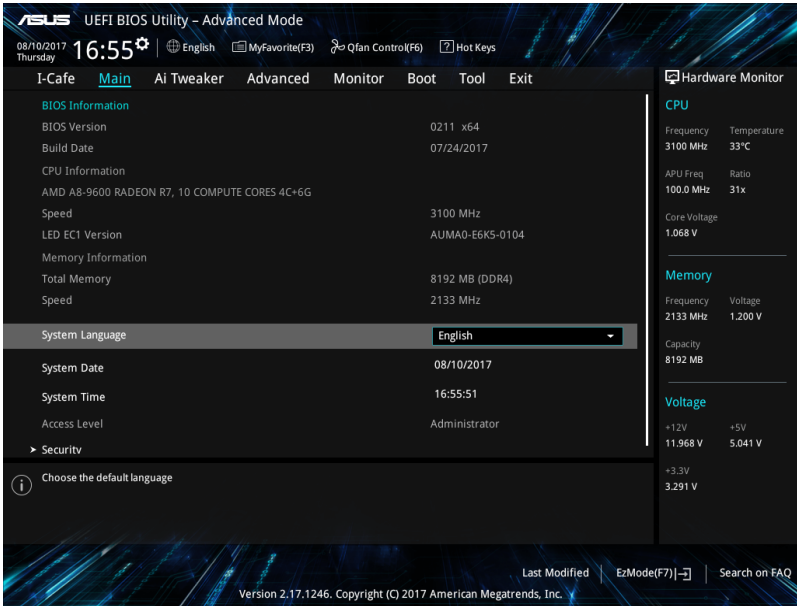 ASUS UEFI BIOS Utility – Advanced Mode
08/10/2017
Thursday
16:55
English MyFavorite(F3) Qfan Control(F6) ? Hot Keys
I-Cafe Main Ai Tweaker Advanced Monitor Boot Tool Exit
BIOS Information
BIOS Version 0211 x64
Build Date 07/24/2017
CPU Information
AMD A8-9600 RADEON R7, 10 COMPUTE CORES 4C+6G
Speed 3100 MHz
LED EC1 Version AUMA0-E6K5-0104
Memory Information
Total Memory 8192 MB (DDR4)
Speed 2133 MHz
System Language English
System Date 08/10/2017
System Time 16:55:51
Access Level Administrator
Security
i Choose the default language
Hardware Monitor
CPU
Frequency Temperature
3100 MHz 33°C
APU Freq Ratio
100.0 MHz 31x
Core Voltage
1.068 V
Memory
Frequency Voltage
2133 MHz 1.200 V
Capacity
8192 MB
Voltage
+12V +5V
11.968 V 5.041 V
+3.3V
3.291 V
Last Modified EzMode(F7) Search on FAQ
Version 2.17.1246. Copyright (C) 2017 American Megatrends, Inc.